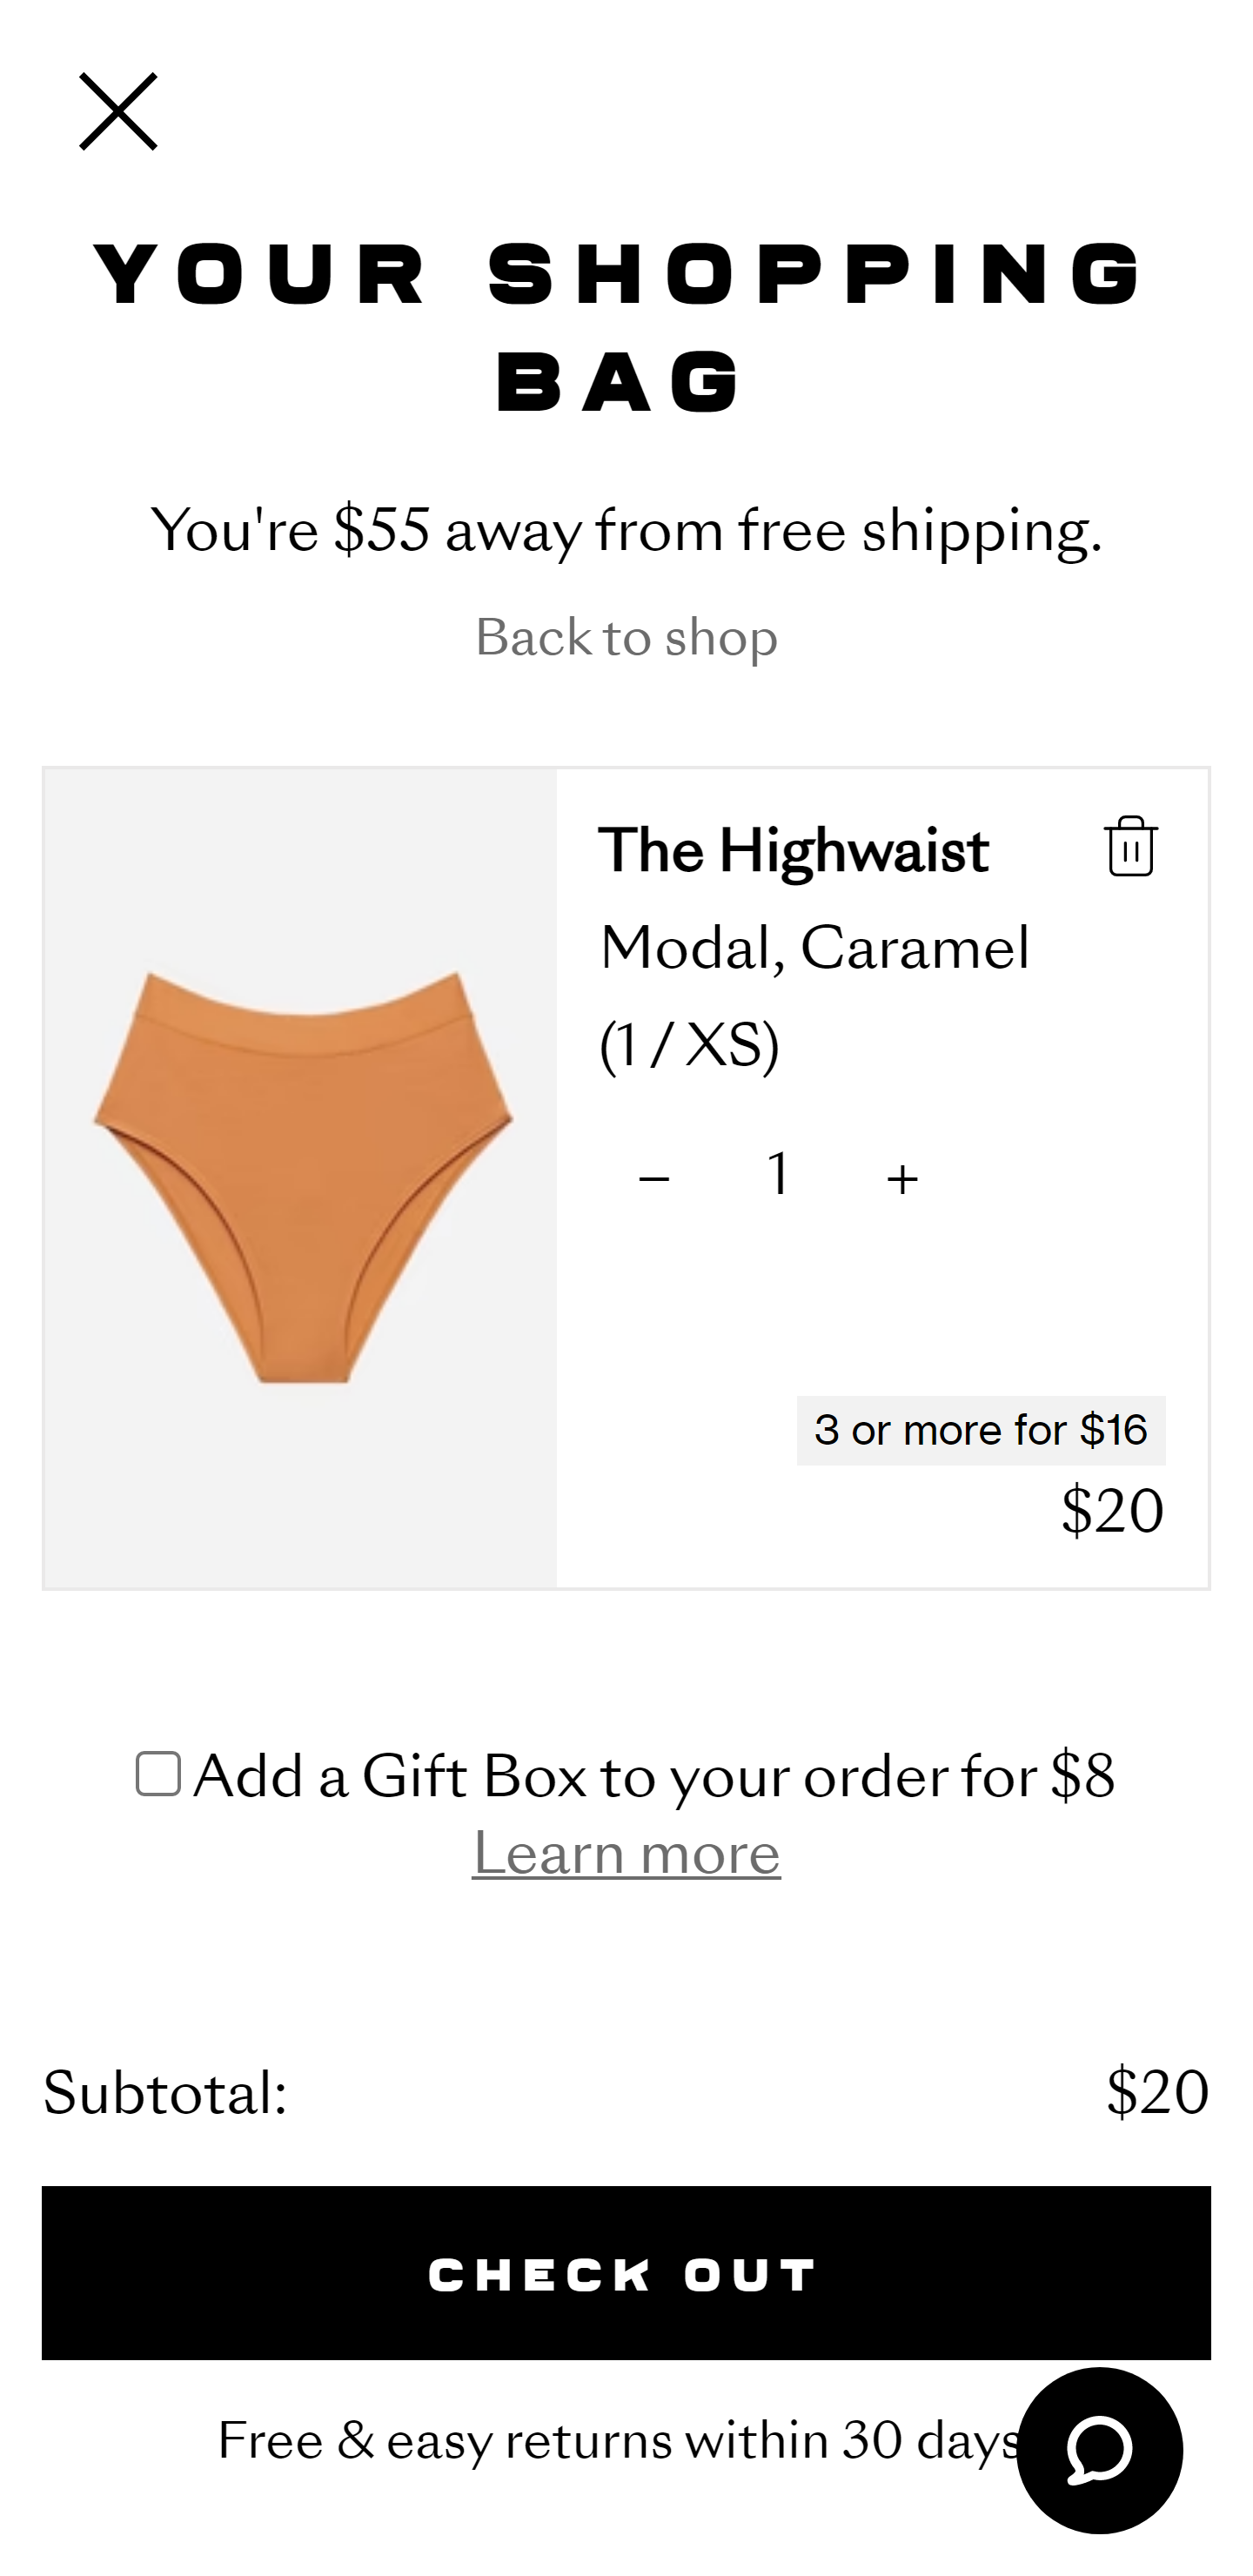 YOUR SHOPPING
BAG
You're $55 away from free shipping.
Back to shop
The Highwaist
Modal, Caramel
(1 / XS)
− 1 +
3 or more for $16
$20
Add a Gift Box to your order for $8
Learn more
Subtotal: $20
CHECK OUT
Free & easy returns within 30 days